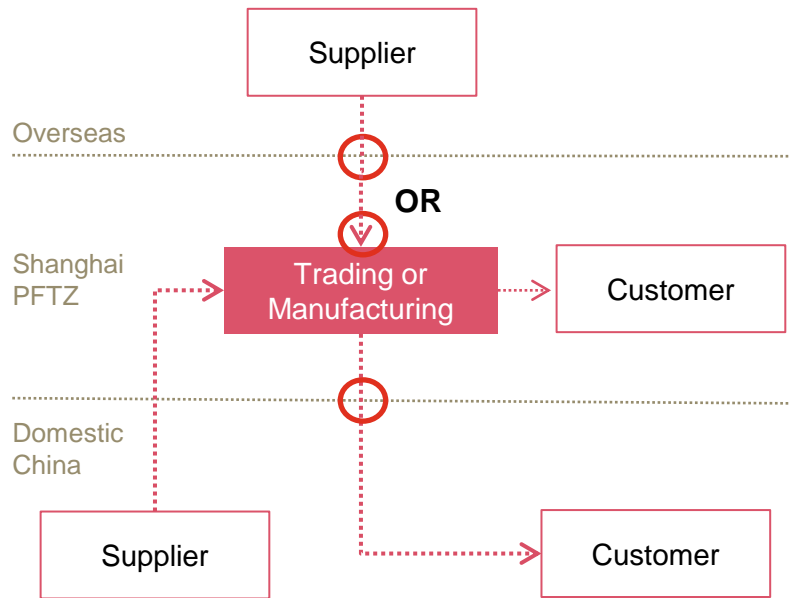 Supplier
Overseas
OR
Shanghai
PFTZ
Trading or
Manufacturing
Customer
Domestic
China
Supplier
Customer